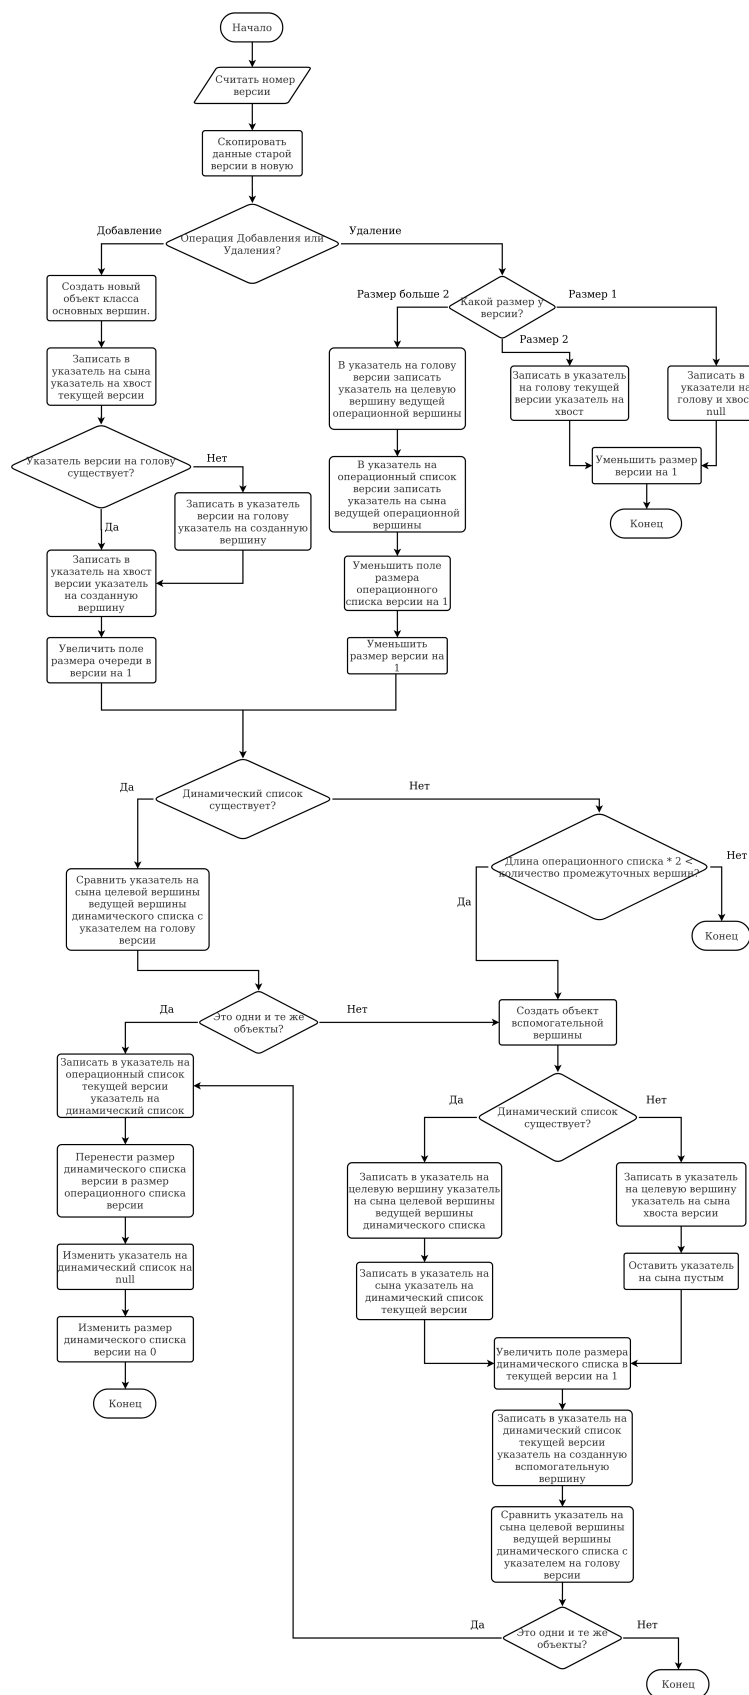 Начало
Считать номер
версии
Скопировать
данные старой
версии в новую
Операция Добавления или
Удаления?
Добавление
Удаление
Создать новый
объект класса
основных вершин.
Записать в
указатель на сына
указатель на хвост
текущей версии
Указатель версии на голову
существует?
Нет
Да
Записать в указатель
версии на голову
указатель на созданную
вершину
Записать в
указатель на хвост
версии указатель
на созданную
вершину
Увеличить поле
размера очереди в
версии на 1
Какой размер у
версии?
Размер больше 2
Размер 1
Размер 2
В указатель на голову
версии записать
указатель на целевую
вершину ведущей
операционной вершины
В указатель на
операционный список
версии записать
указатель на сына
ведущей операционной
вершины
Уменьшить поле
размера
операционного
списка версии на 1
Уменьшить
размер версии на
1
Записать в указатель
на голову текущей
версии указатель на
хвост
Записать в
указатели на
голову и хвост
null
Уменьшить размер
версии на 1
Конец
Динамический список
существует?
Да
Нет
Сравнить указатель на
сына целевой вершины
ведущей вершины
динамического списка с
указателем на голову
версии
Длина операционного списка * 2 <
количество промежуточных вершин?
Да
Нет
Конец
Это одни и те же
объекты?
Да
Нет
Создать объект
вспомогательной
вершины
Записать в указатель на
операционный список
текущей версии
указатель на
динамический список
Перенести размер
динамического списка
версии в размер
операционного списка
версии
Изменить указатель на
динамический список на
null
Изменить размер
динамического списка
версии на 0
Конец
Динамический список
существует?
Да
Нет
Записать в указатель на
целевую вершину указатель
на сына целевой вершины
ведущей вершины
динамического списка
Записать в указатель на
сына указатель на
динамический список
текущей версии
Записать в указатель
на целевую вершину
указатель на сына
хвоста версии
Оставить указатель
на сына пустым
Увеличить поле размера
динамического списка в
текущей версии на 1
Записать в указатель на
динамический список
текущей версии
указатель на созданную
вспомогательную
вершину
Сравнить указатель на
сына целевой вершины
ведущей вершины
динамического списка с
указателем на голову
версии
Это одни и те же
объекты?
Да
Нет
Конец